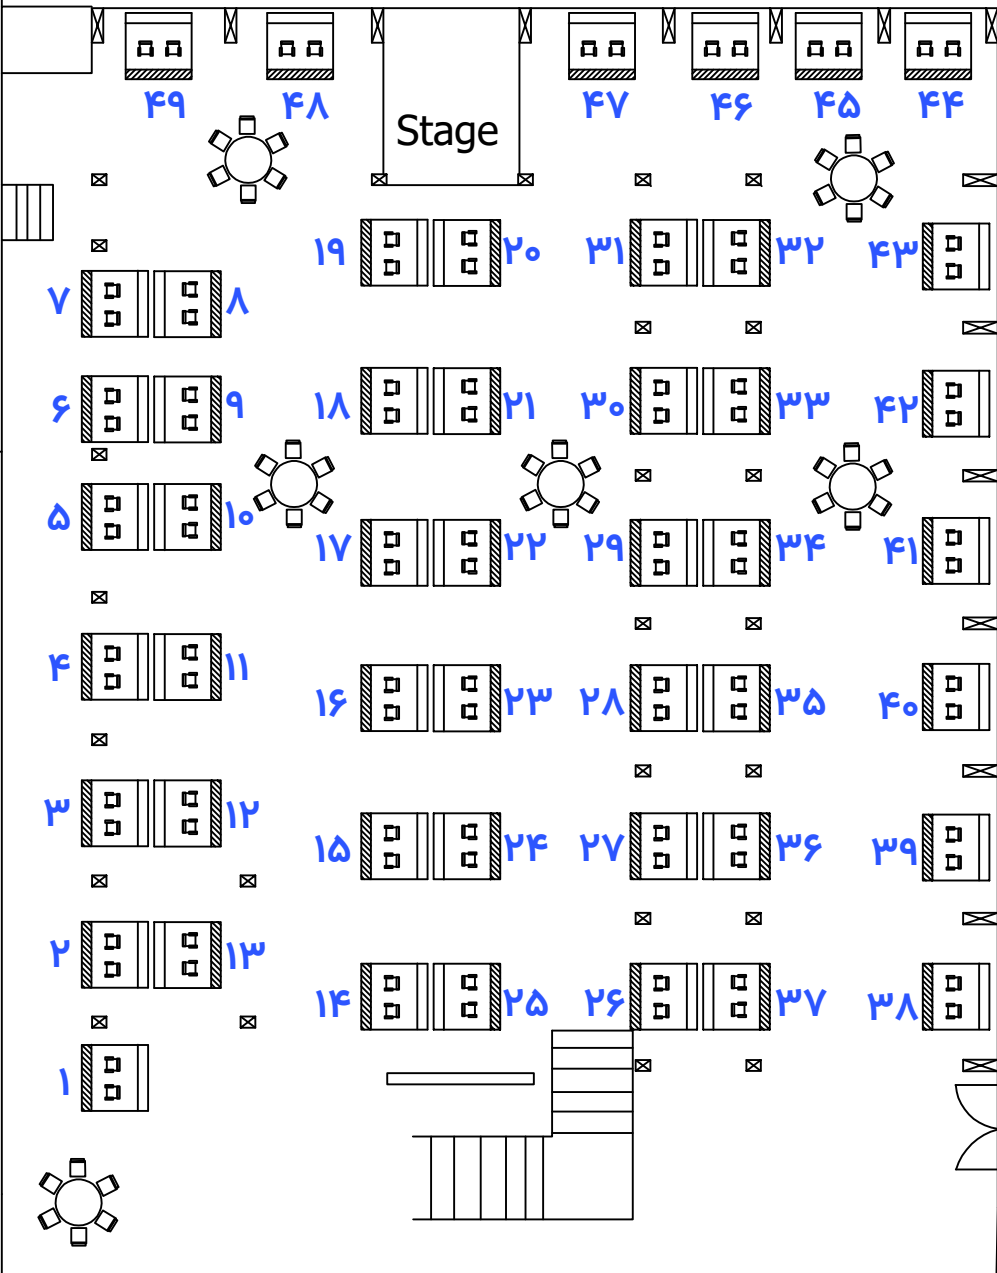 ۴۹ ۴۸ ۴۷ ۴۶ ۴۵ ۴۴
Stage
۱۹ ۲۰ ۳۱ ۳۲ ۴۳
۷ ۸
۶ ۹ ۱۸ ۲۱ ۳۰ ۳۳ ۴۲
۵ ۱۰
۱۷ ۲۲ ۲۹ ۳۴ ۴۱
۴ ۱۱
۱۶ ۲۳ ۲۸ ۳۵ ۴۰
۳ ۱۲
۱۵ ۲۴ ۲۷ ۳۶ ۳۹
۲ ۱۳
۱۴ ۲۵ ۲۶ ۳۷ ۳۸
۱